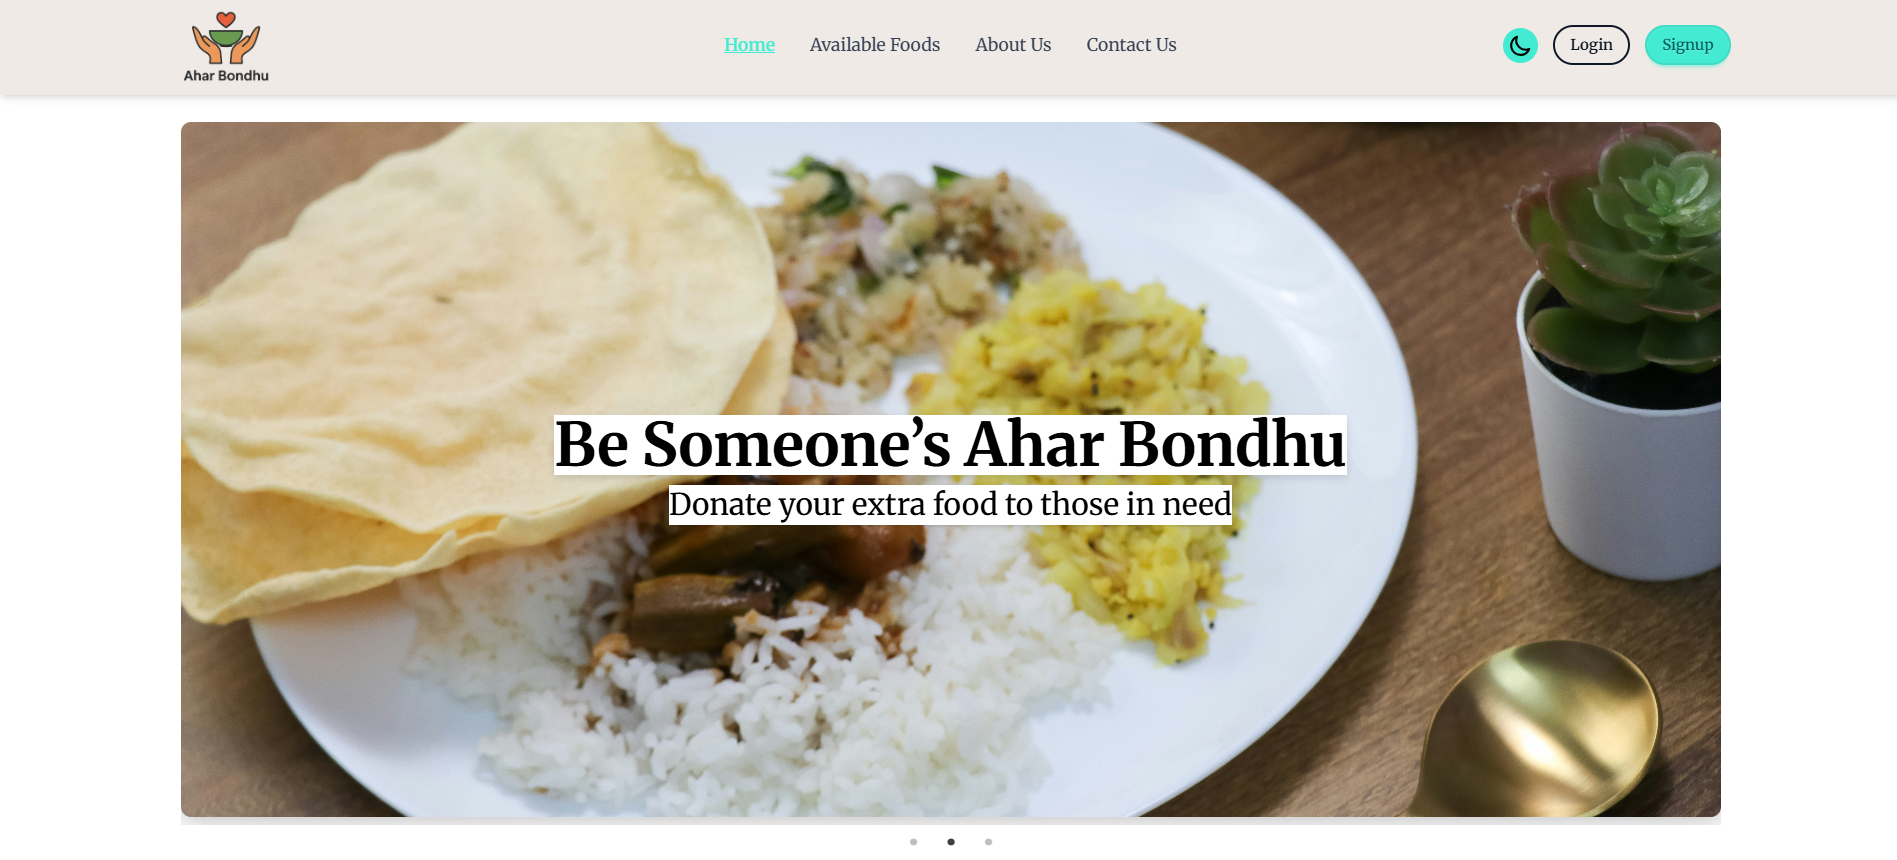 Ahar Bondhu
Home Available Foods About Us Contact Us
Login Signup
Be Someone’s Ahar Bondhu
Donate your extra food to those in need